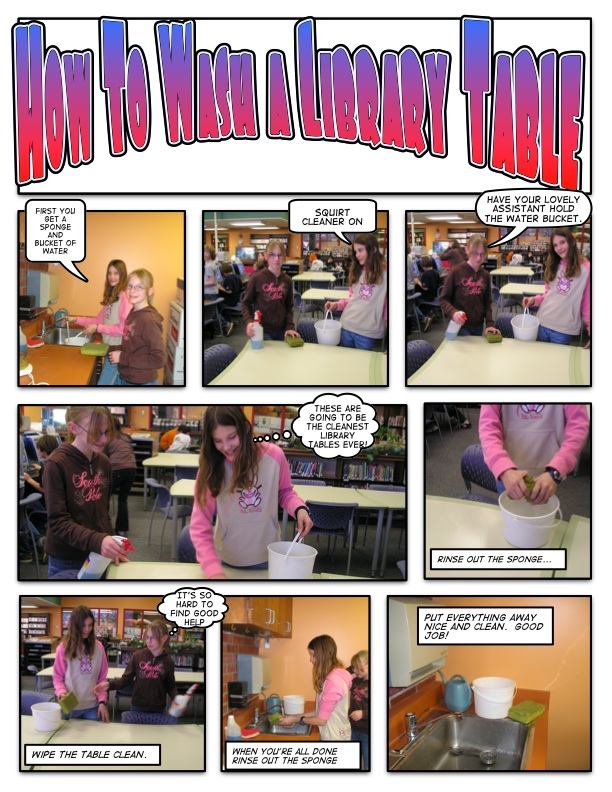 How To Wash a Library Table
FIRST YOU
GET A
SPONGE
AND
BUCKET OF
WATER
SQUIRT
CLEANER ON
HAVE YOUR LOVELY
ASSISTANT HOLD
THE WATER BUCKET.
THESE ARE
GOING TO BE
THE CLEANEST
LIBRARY
TABLES EVER!
RINSE OUT THE SPONGE...
IT'S SO
HARD TO
FIND GOOD
HELP
WIPE THE TABLE CLEAN.
WHEN YOU'RE ALL DONE
RINSE OUT THE SPONGE
PUT EVERYTHING AWAY
NICE AND CLEAN. GOOD
JOB!